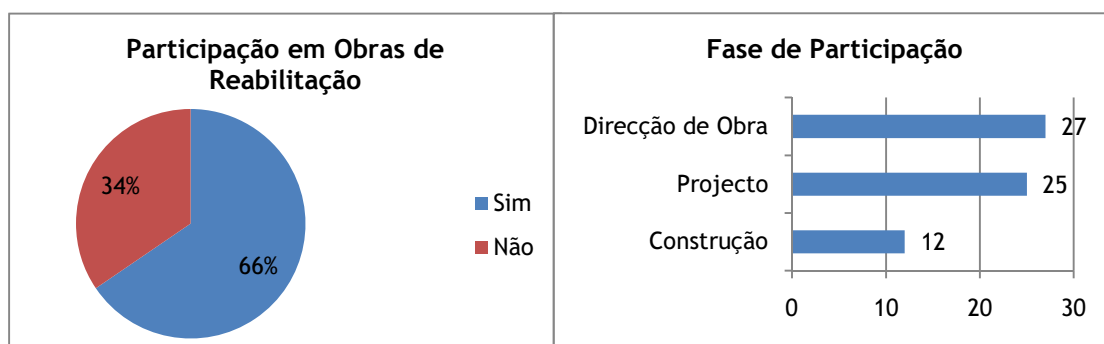 Participação em Obras de
Reabilitação
34%
66%
Sim
Não
Fase de Participação
Direcção de Obra
27
Projecto
25
Construção
12
0 10 20 30